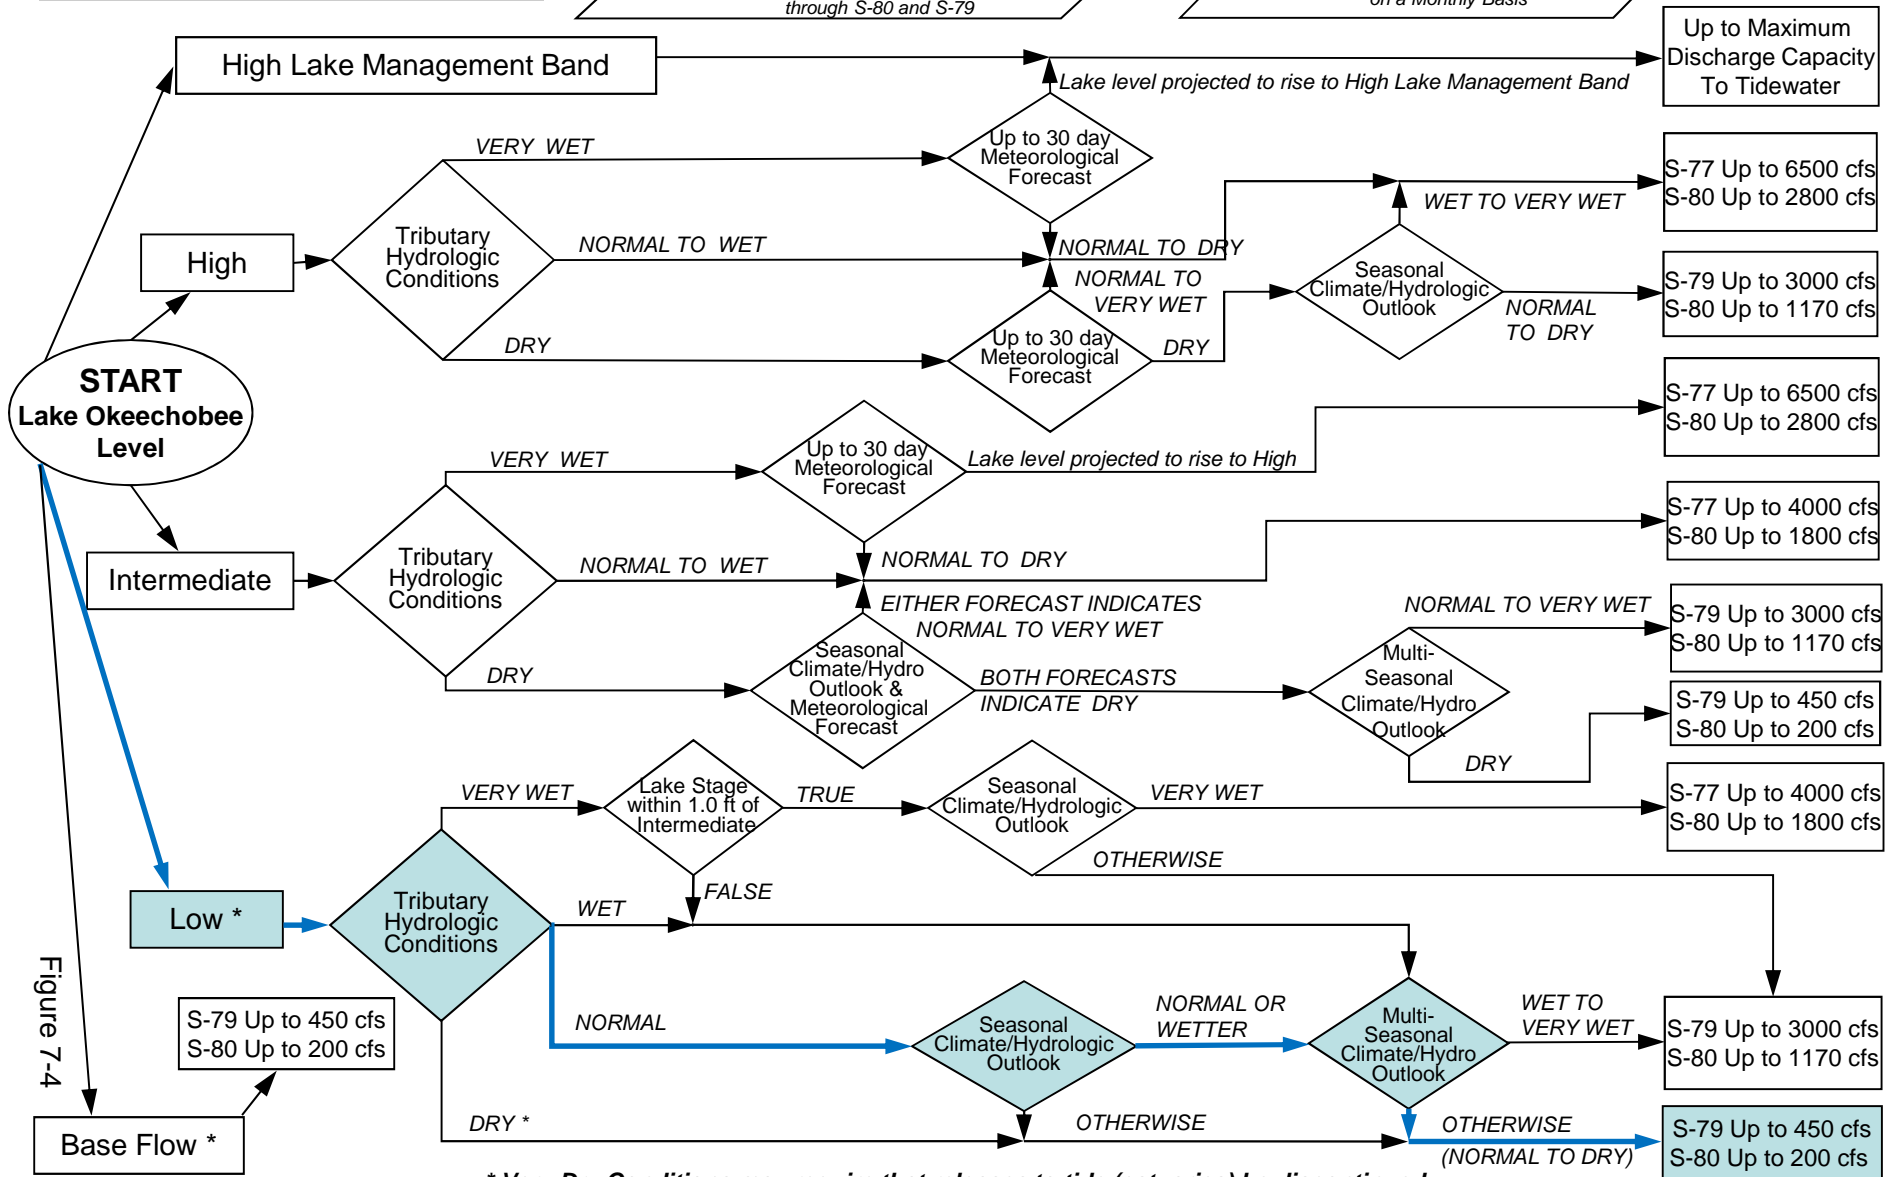 through S-80 and S-79
on a Monthly Basis
Up to Maximum
Discharge Capacity
To Tidewater
High Lake Management Band
Lake level projected to rise to High Lake Management Band
VERY WET
Up to 30 day
Meteorological
Forecast
S-77 Up to 6500 cfs
S-80 Up to 2800 cfs
WET TO VERY WET
High
Tributary
Hydrologic
Conditions
NORMAL TO WET
NORMAL TO DRY
NORMAL TO
VERY WET
Seasonal
Climate/Hydrologic
Outlook
NORMAL
TO DRY
S-79 Up to 3000 cfs
S-80 Up to 1170 cfs
DRY
Up to 30 day
Meteorological
Forecast
DRY
START
Lake Okeechobee
Level
S-77 Up to 6500 cfs
S-80 Up to 2800 cfs
VERY WET
Up to 30 day
Meteorological
Forecast
Lake level projected to rise to High
S-77 Up to 4000 cfs
S-80 Up to 1800 cfs
Intermediate
Tributary
Hydrologic
Conditions
NORMAL TO WET
NORMAL TO DRY
EITHER FORECAST INDICATES
NORMAL TO VERY WET
NORMAL TO VERY WET
S-79 Up to 3000 cfs
S-80 Up to 1170 cfs
DRY
Seasonal
Climate/Hydro
Outlook &
Meteorological
Forecast
BOTH FORECASTS
INDICATE DRY
Multi-
Seasonal
Climate/Hydro
Outlook
DRY
S-79 Up to 450 cfs
S-80 Up to 200 cfs
VERY WET
Lake Stage
within 1.0 ft of
Intermediate
TRUE
Seasonal
Climate/Hydrologic
Outlook
VERY WET
S-77 Up to 4000 cfs
S-80 Up to 1800 cfs
OTHERWISE
FALSE
Low *
Tributary
Hydrologic
Conditions
WET
NORMAL
Seasonal
Climate/Hydrologic
Outlook
NORMAL OR
WETTER
Multi-
Seasonal
Climate/Hydro
Outlook
WET TO
VERY WET
S-79 Up to 3000 cfs
S-80 Up to 1170 cfs
Figure 7-4
S-79 Up to 450 cfs
S-80 Up to 200 cfs
Base Flow *
DRY *
OTHERWISE
OTHERWISE
(NORMAL TO DRY)
S-79 Up to 450 cfs
S-80 Up to 200 cfs